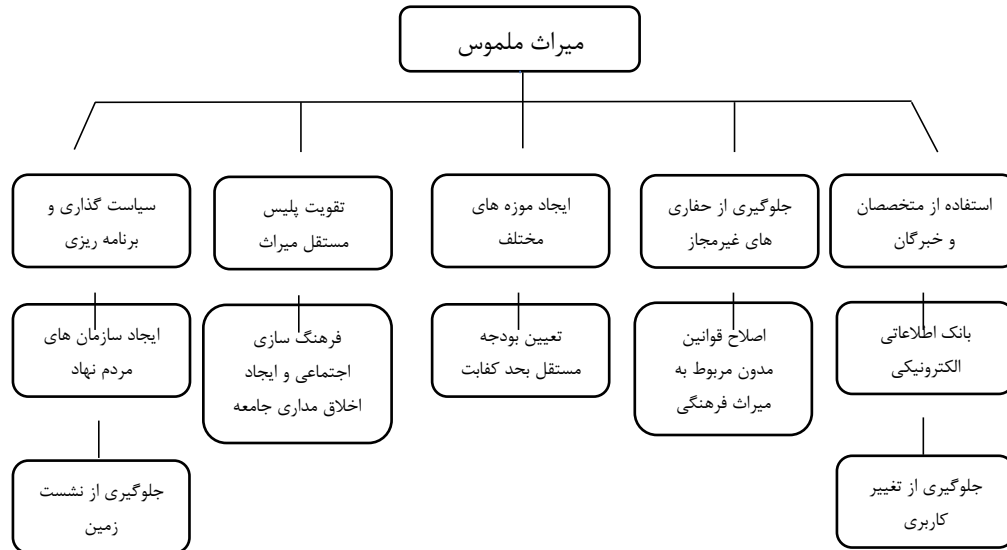 میراث ملموس
استفاده از متخصصان
و خبرگان
جلوگیری از حفاری
های غیرمجاز
ایجاد موزه های
مختلف
تقویت پلیس
مستقل میراث
سیاست گذاری و
برنامه ریزی
بانک اطلاعاتی
الکترونیکی
اصلاح قوانین
مدون مربوط به
میراث فرهنگی
تعیین بودجه
مستقل بحد کفایت
فرهنگ سازی
اجتماعی و ایجاد
اخلاق مداری جامعه
ایجاد سازمان های
مردم نهاد
جلوگیری از تغییر
کاربری
جلوگیری از نشست
زمین